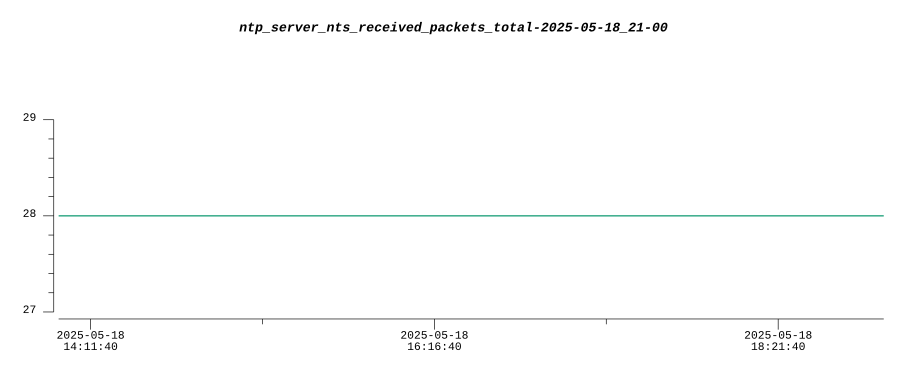 ntp_server_nts_received_packets_total-2025-05-18_21-00
29
28
27
2025-05-18 2025-05-18 2025-05-18
14:11:40 16:16:40 18:21:40